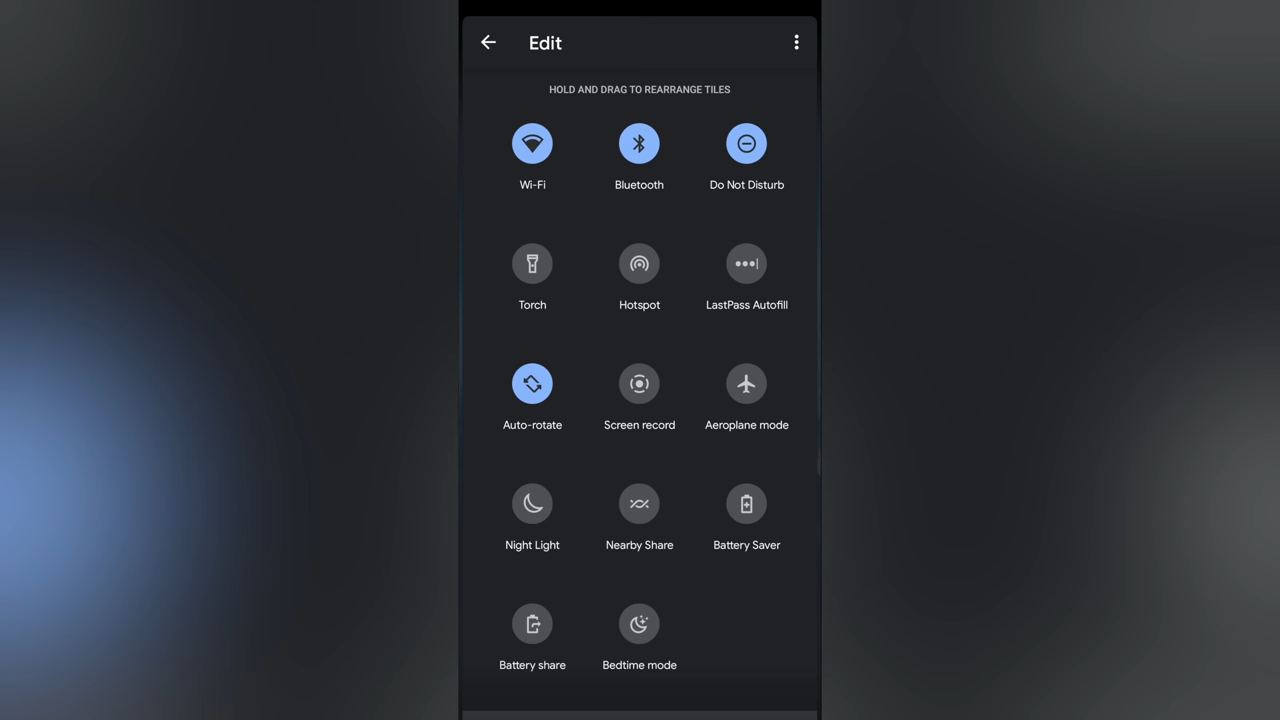 Edit
HOLD AND DRAG TO REARRANGE TILES
Wi-Fi
Bluetooth
Do Not Disturb
Torch
Hotspot
LastPass Autofill
Auto-rotate
Screen record
Aeroplane mode
Night Light
Nearby Share
Battery Saver
Battery share
Bedtime mode